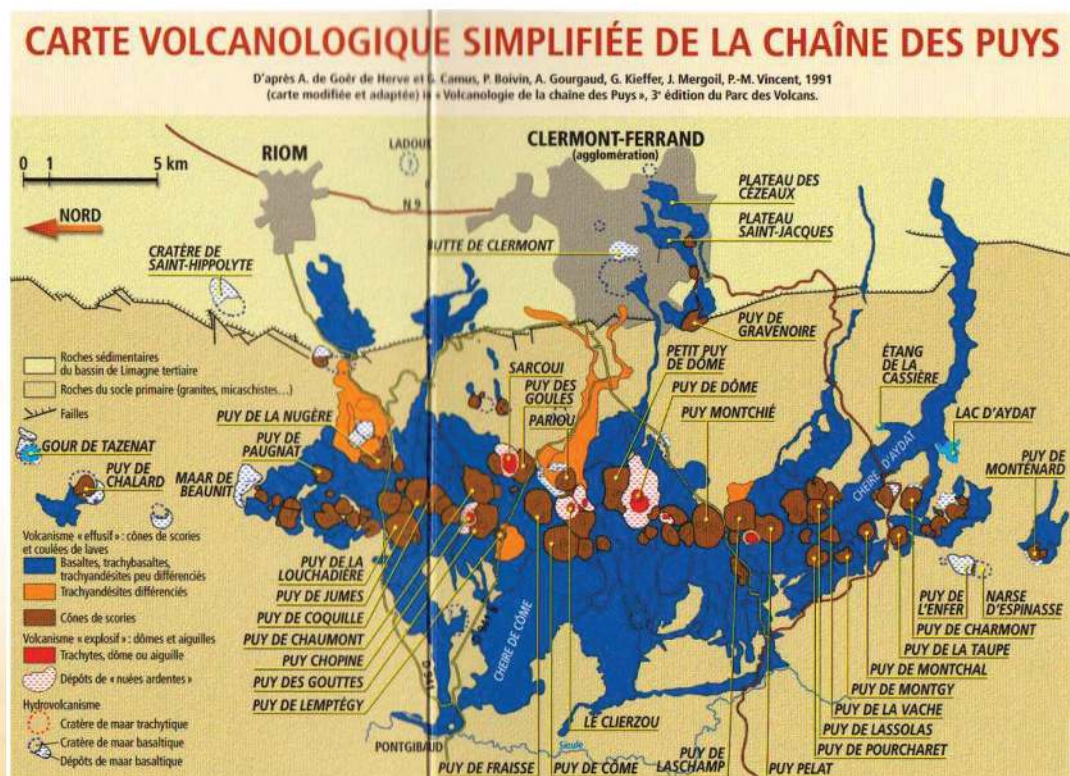 CARTE VOLCANOLOGIQUE SIMPLIFIÉE DE LA CHAÎNE DES PUYS
D'après A. de Goër de Herve et G. Camus, P. Boivin, A. Gourgaud, G. Kieffer, J. Mergoil, P.-M. Vincent, 1991
(carte modifiée et adaptée) in « Volcanologie de la chaîne des Puys », 3e édition du Parc des Volcans.
0 1 5 km
NORD
RIOM
LADOUX
?
N 9
CLERMONT-FERRAND
(agglomération)
PLATEAU DES
CÉZEAUX
PLATEAU
SAINT-JACQUES
BUTTE DE CLERMONT
CRATÈRE DE
SAINT-HIPPOLYTE
PUY DE
GRAVENOIRE
Roches sédimentaires
du bassin de Limagne tertiaire
Roches du socle primaire (granites, micaschistes...)
Failles
SARCOUI
PUY DES
GOULES
PARIOU
PETIT PUY
DE DÔME
PUY DE DÔME
PUY MONTCHIÉ
ÉTANG
DE LA
CASSIÈRE
LAC D'AYDAT
PUY DE
MONTENARD
PUY DE LA NUGÈRE
PUY DE
PAUGNAT
GOUR DE TAZENAT
PUY DE
CHALARD
MAAR DE
BEAUNIT
CHEIRE D'AYDAT
Volcanisme « effusif » : cônes de scories
et coulées de laves
Basaltes, trachybasaltes,
trachyandésites peu différenciés
Trachyandésites différenciés
Cônes de scories
Volcanisme « explosif » : dômes et aiguilles
Trachytes, dôme ou aiguille
Dépôts de « nuées ardentes »
Hydrovolcanisme
Cratère de maar trachytique
Cratère de maar basaltique
Dépôts de maar basaltique
PUY DE LA
LOUCHADIÈRE
PUY DE JUMES
PUY DE COQUILLE
PUY DE CHAUMONT
PUY CHOPINE
PUY DES GOUTTES
PUY DE LEMPTÉGY
D 941
CHEIRE DE CÔME
PONTGIBAUD
Sioule
LE CLIERZOU
PUY DE
L'ENFER
NARSE
D'ESPINASSE
PUY DE CHARMONT
PUY DE LA TAUPE
PUY DE MONTCHAL
PUY DE MONTGY
PUY DE LA VACHE
PUY DE LASSOLAS
PUY DE POURCHARET
PUY DE FRAISSE
PUY DE CÔME
PUY DE
LASCHAMP
PUY PELAT